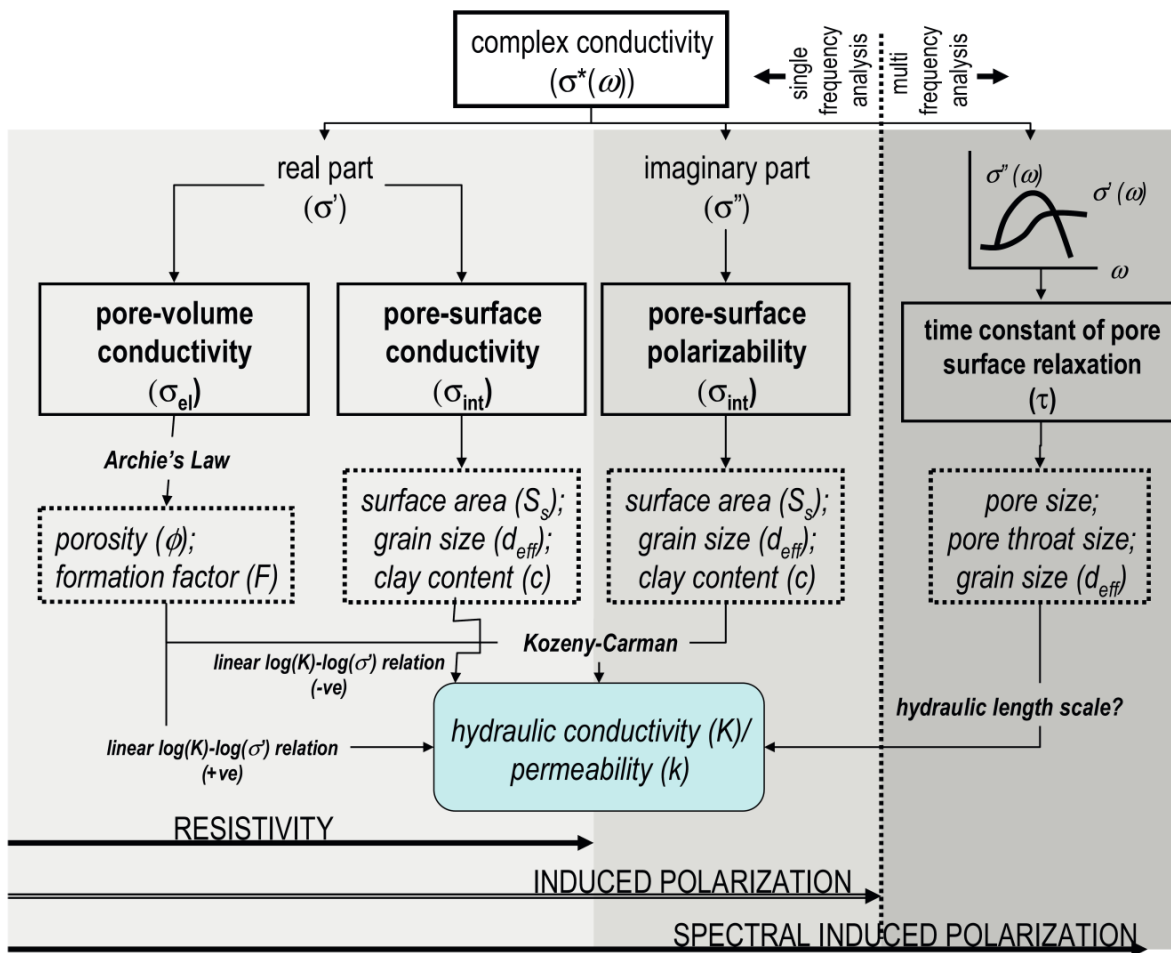 complex conductivity
(σ*(ω))
single
frequency
analysis
multi
frequency
analysis
real part
(σ')
imaginary part
(σ")
σ" (ω)
σ' (ω)
ω
pore-volume
conductivity
(σel)
pore-surface
conductivity
(σint)
pore-surface
polarizability
(σint)
time constant of pore
surface relaxation
(τ)
Archie's Law
porosity (ϕ);
formation factor (F)
surface area (Ss);
grain size (deff);
clay content (c)
surface area (Ss);
grain size (deff);
clay content (c)
pore size;
pore throat size;
grain size (deff)
Kozeny-Carman
linear log(K)-log(σ') relation
(-ve)
hydraulic length scale?
linear log(K)-log(σ') relation
(+ve)
hydraulic conductivity (K)/
permeability (k)
RESISTIVITY
INDUCED POLARIZATION
SPECTRAL INDUCED POLARIZATION